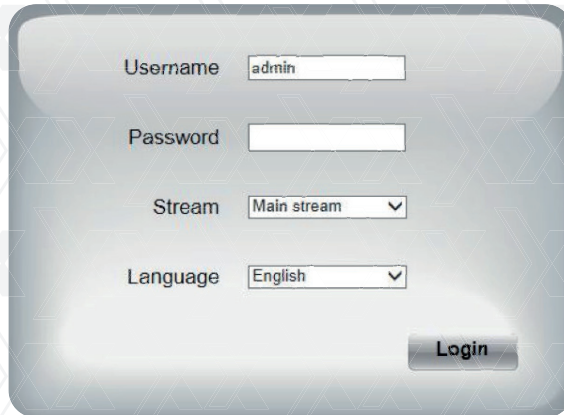 Username admin
Password
Stream Main stream
Language English
Login